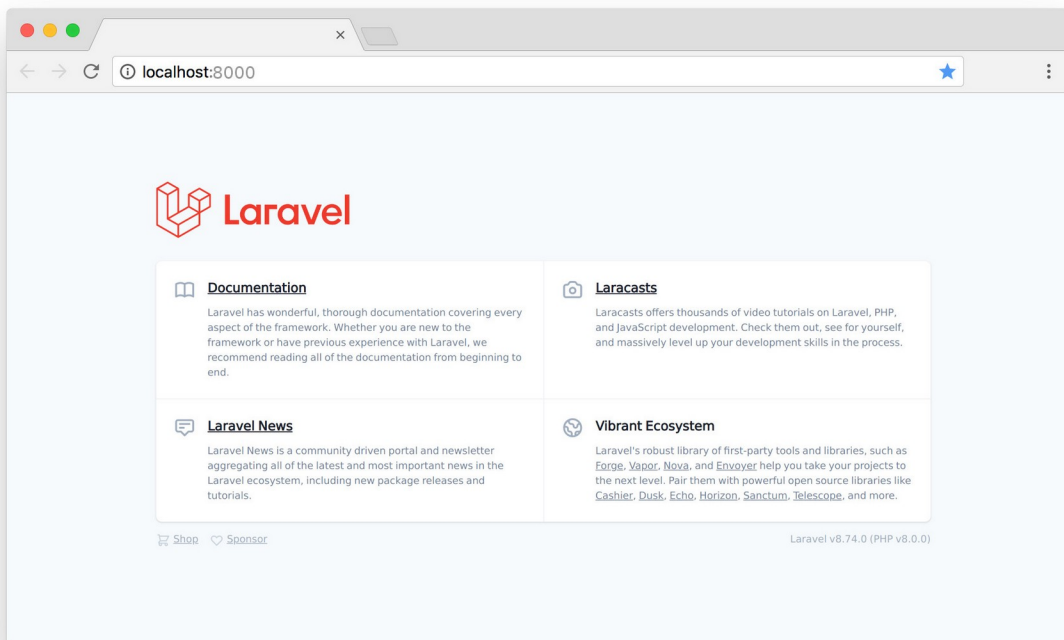 localhost:8000
Laravel
Documentation
Laravel has wonderful, thorough documentation covering every
aspect of the framework. Whether you are new to the
framework or have previous experience with Laravel, we
recommend reading all of the documentation from beginning to
end.
Laracasts
Laracasts offers thousands of video tutorials on Laravel, PHP,
and JavaScript development. Check them out, see for yourself,
and massively level up your development skills in the process.
Laravel News
Laravel News is a community driven portal and newsletter
aggregating all of the latest and most important news in the
Laravel ecosystem, including new package releases and
tutorials.
Vibrant Ecosystem
Laravel's robust library of first-party tools and libraries, such as
Forge, Vapor, Nova, and Envoyer help you take your projects to
the next level. Pair them with powerful open source libraries like
Cashier, Dusk, Echo, Horizon, Sanctum, Telescope, and more.
Shop Sponsor
Laravel v8.74.0 (PHP v8.0.0)